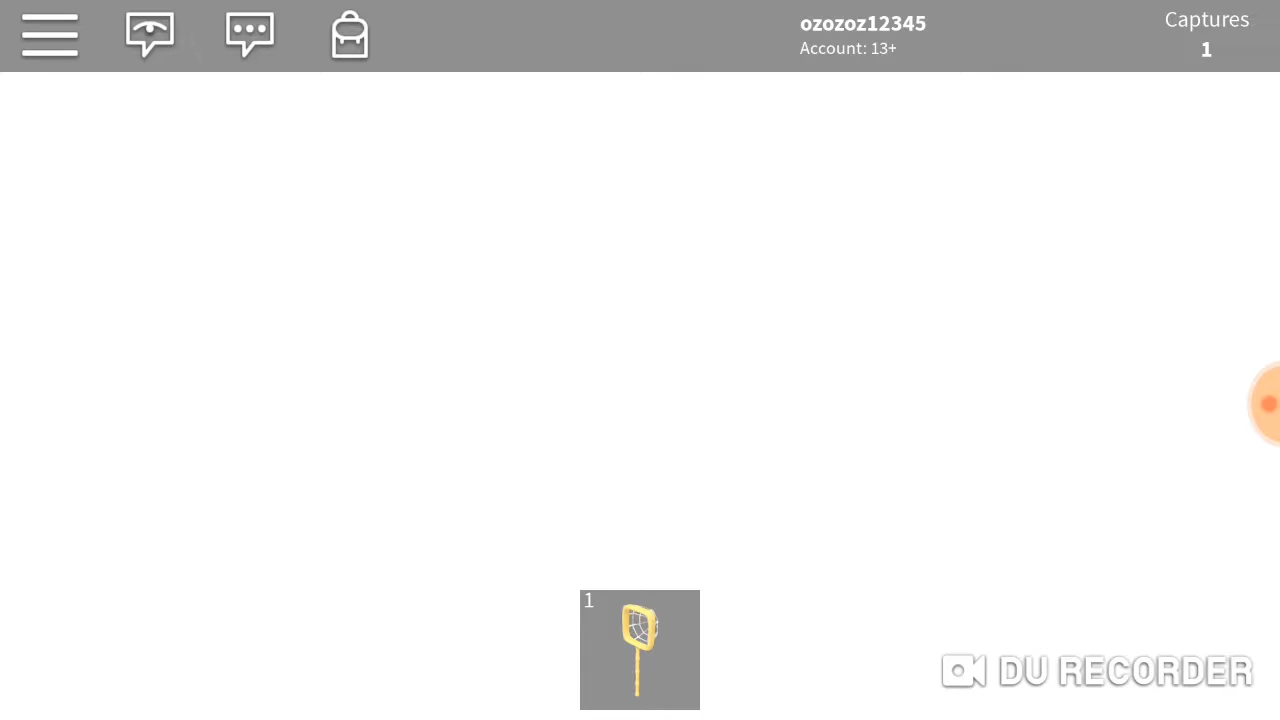 ozozoz12345
Account: 13+
Captures
1
1
DU RECORDER